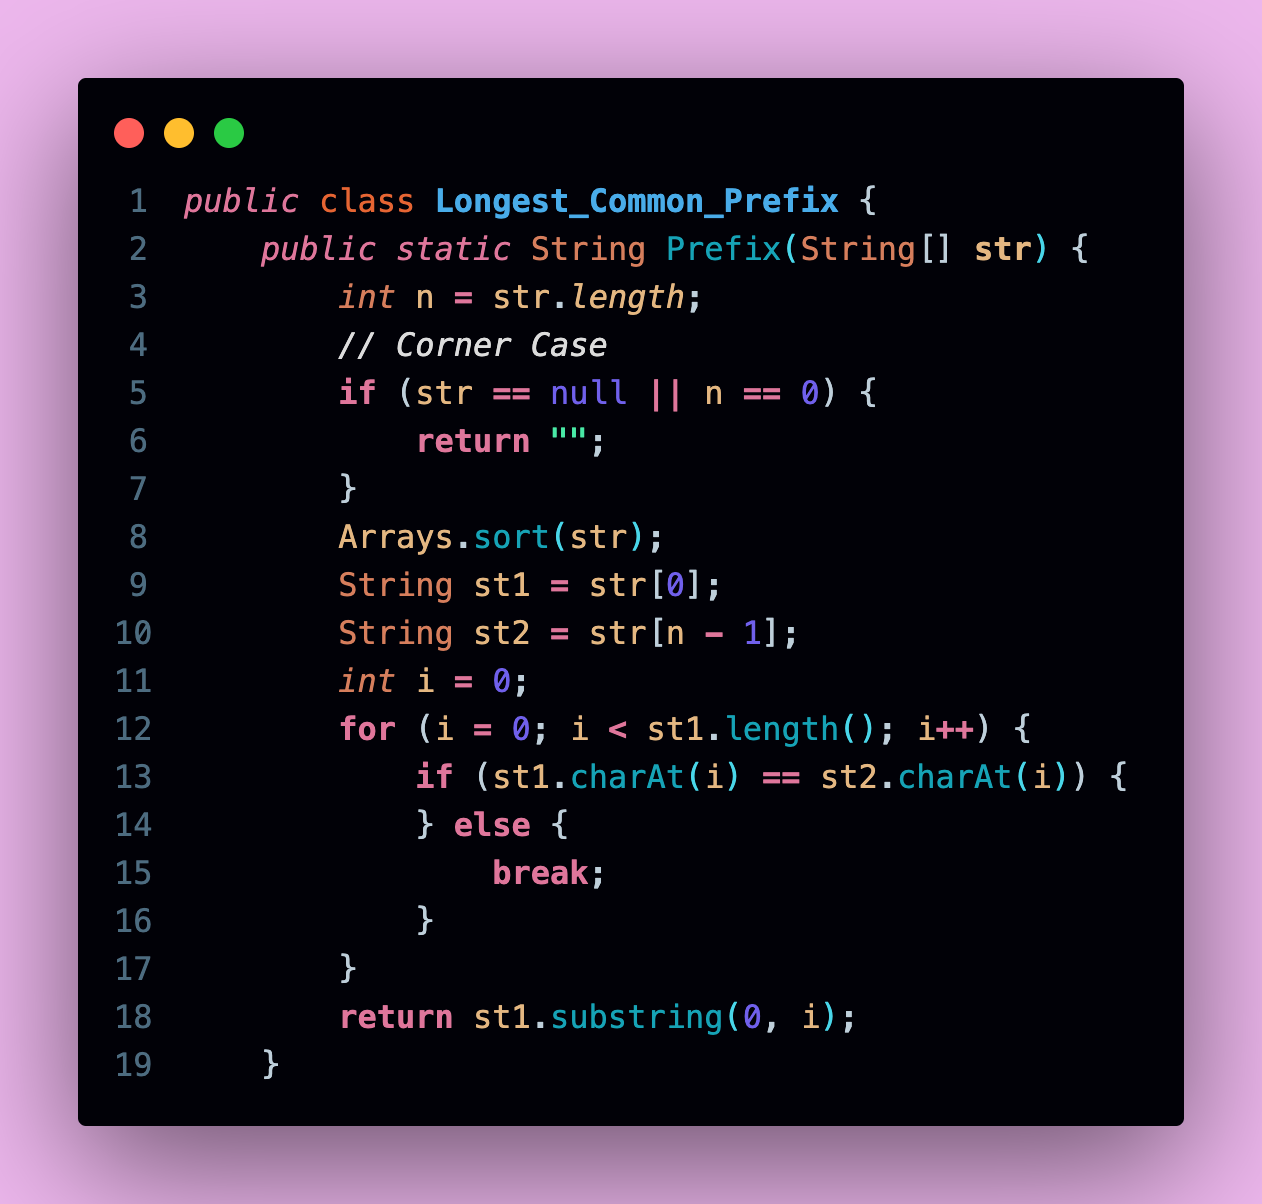 1 public class Longest_Common_Prefix {
2     public static String Prefix(String[] str) {
3         int n = str.length;
4         // Corner Case
5         if (str == null || n == 0) {
6             return "";
7         }
8         Arrays.sort(str);
9         String st1 = str[0];
10         String st2 = str[n - 1];
11         int i = 0;
12         for (i = 0; i < st1.length(); i++) {
13             if (st1.charAt(i) == st2.charAt(i)) {
14             } else {
15                 break;
16             }
17         }
18         return st1.substring(0, i);
19     }